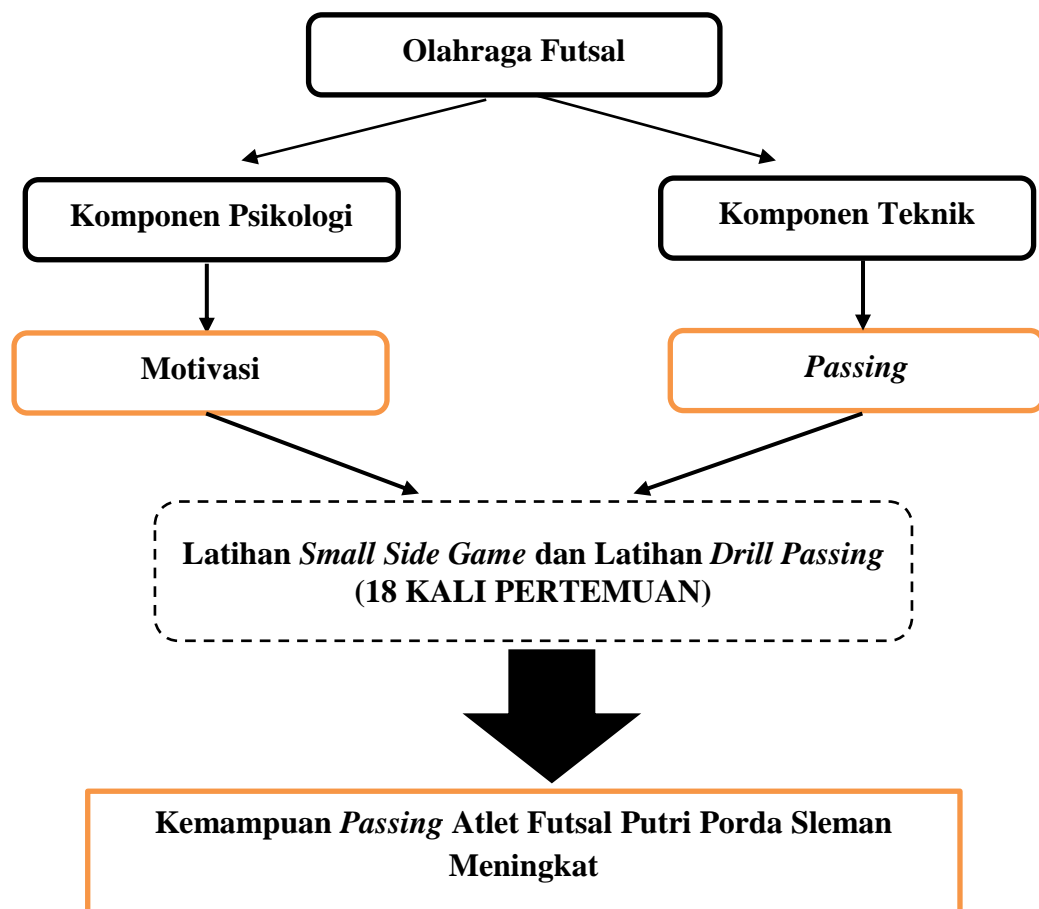 Olahraga Futsal
Komponen Psikologi
Komponen Teknik
Motivasi
Passing
Latihan Small Side Game dan Latihan Drill Passing
(18 KALI PERTEMUAN)
Kemampuan Passing Atlet Futsal Putri Porda Sleman
Meningkat